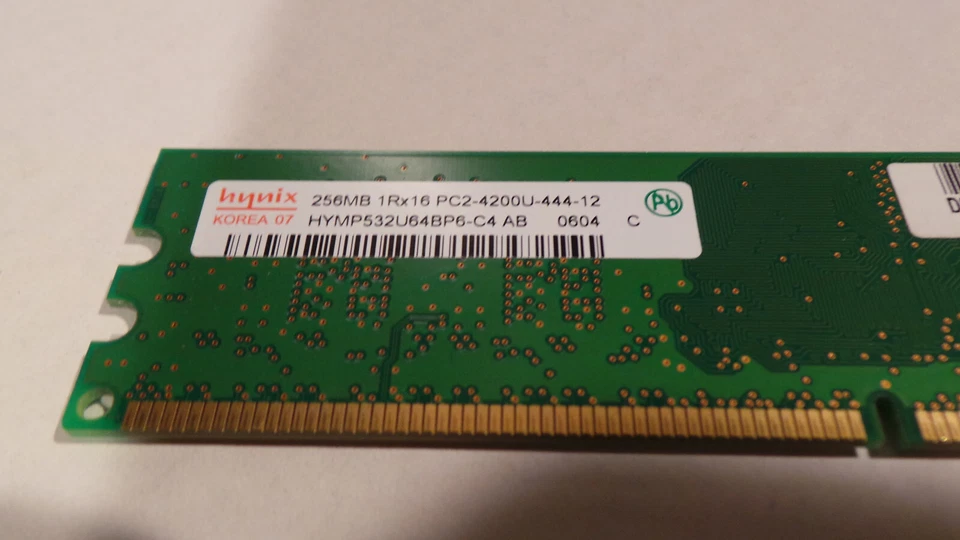 hynix 256MB 1Rx16 PC2-4200U-444-12
KOREA 07 HYMP532U64BP6-C4 AB 0604 C
Pb